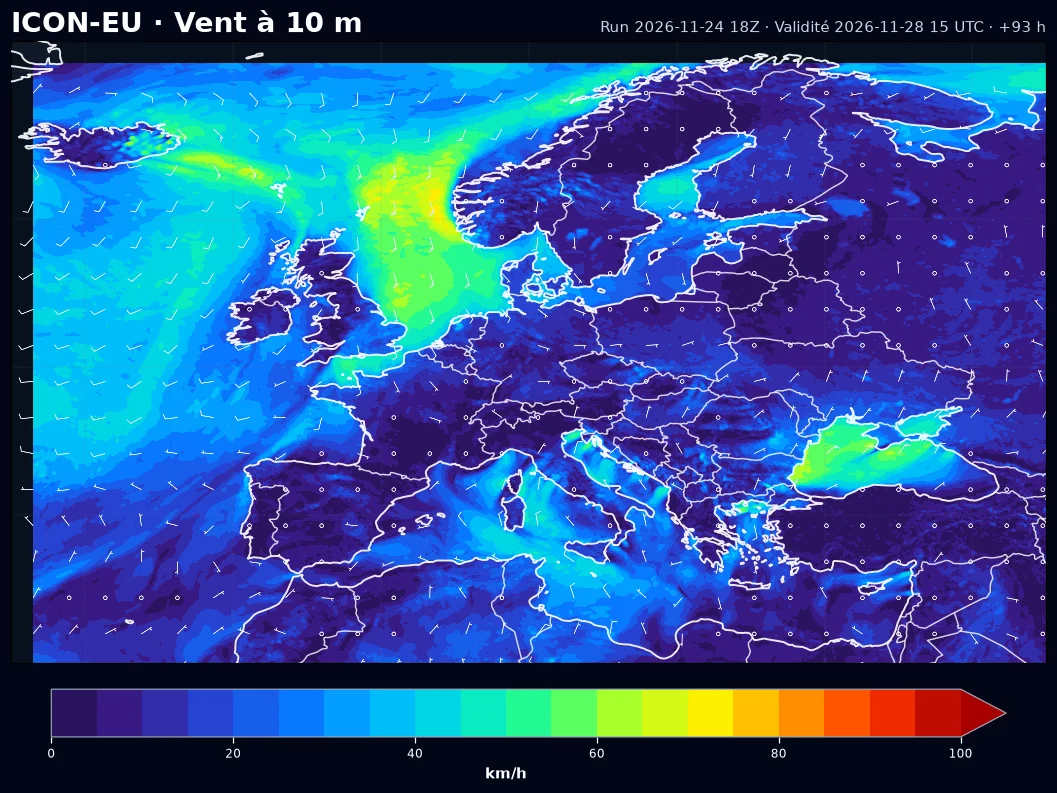 ICON-EU · Vent à 10 m
Run 2026-11-24 18Z · Validité 2026-11-28 15 UTC · +93 h
0 20 40 60 80 100
km/h